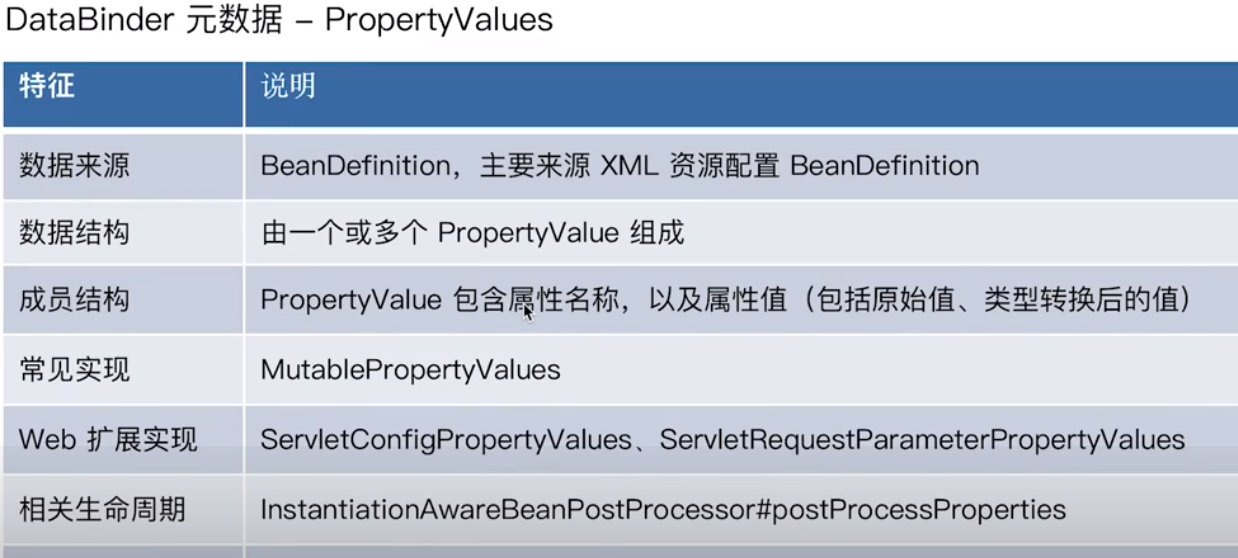 DataBinder 元数据 – PropertyValues
特征 说明
数据来源 BeanDefinition，主要来源 XML 资源配置 BeanDefinition
数据结构 由一个或多个 PropertyValue 组成
成员结构 PropertyValue 包含属性名称，以及属性值（包括原始值、类型转换后的值）
常见实现 MutablePropertyValues
Web 扩展实现 ServletConfigPropertyValues、ServletRequestParameterPropertyValues
相关生命周期 InstantiationAwareBeanPostProcessor#postProcessProperties